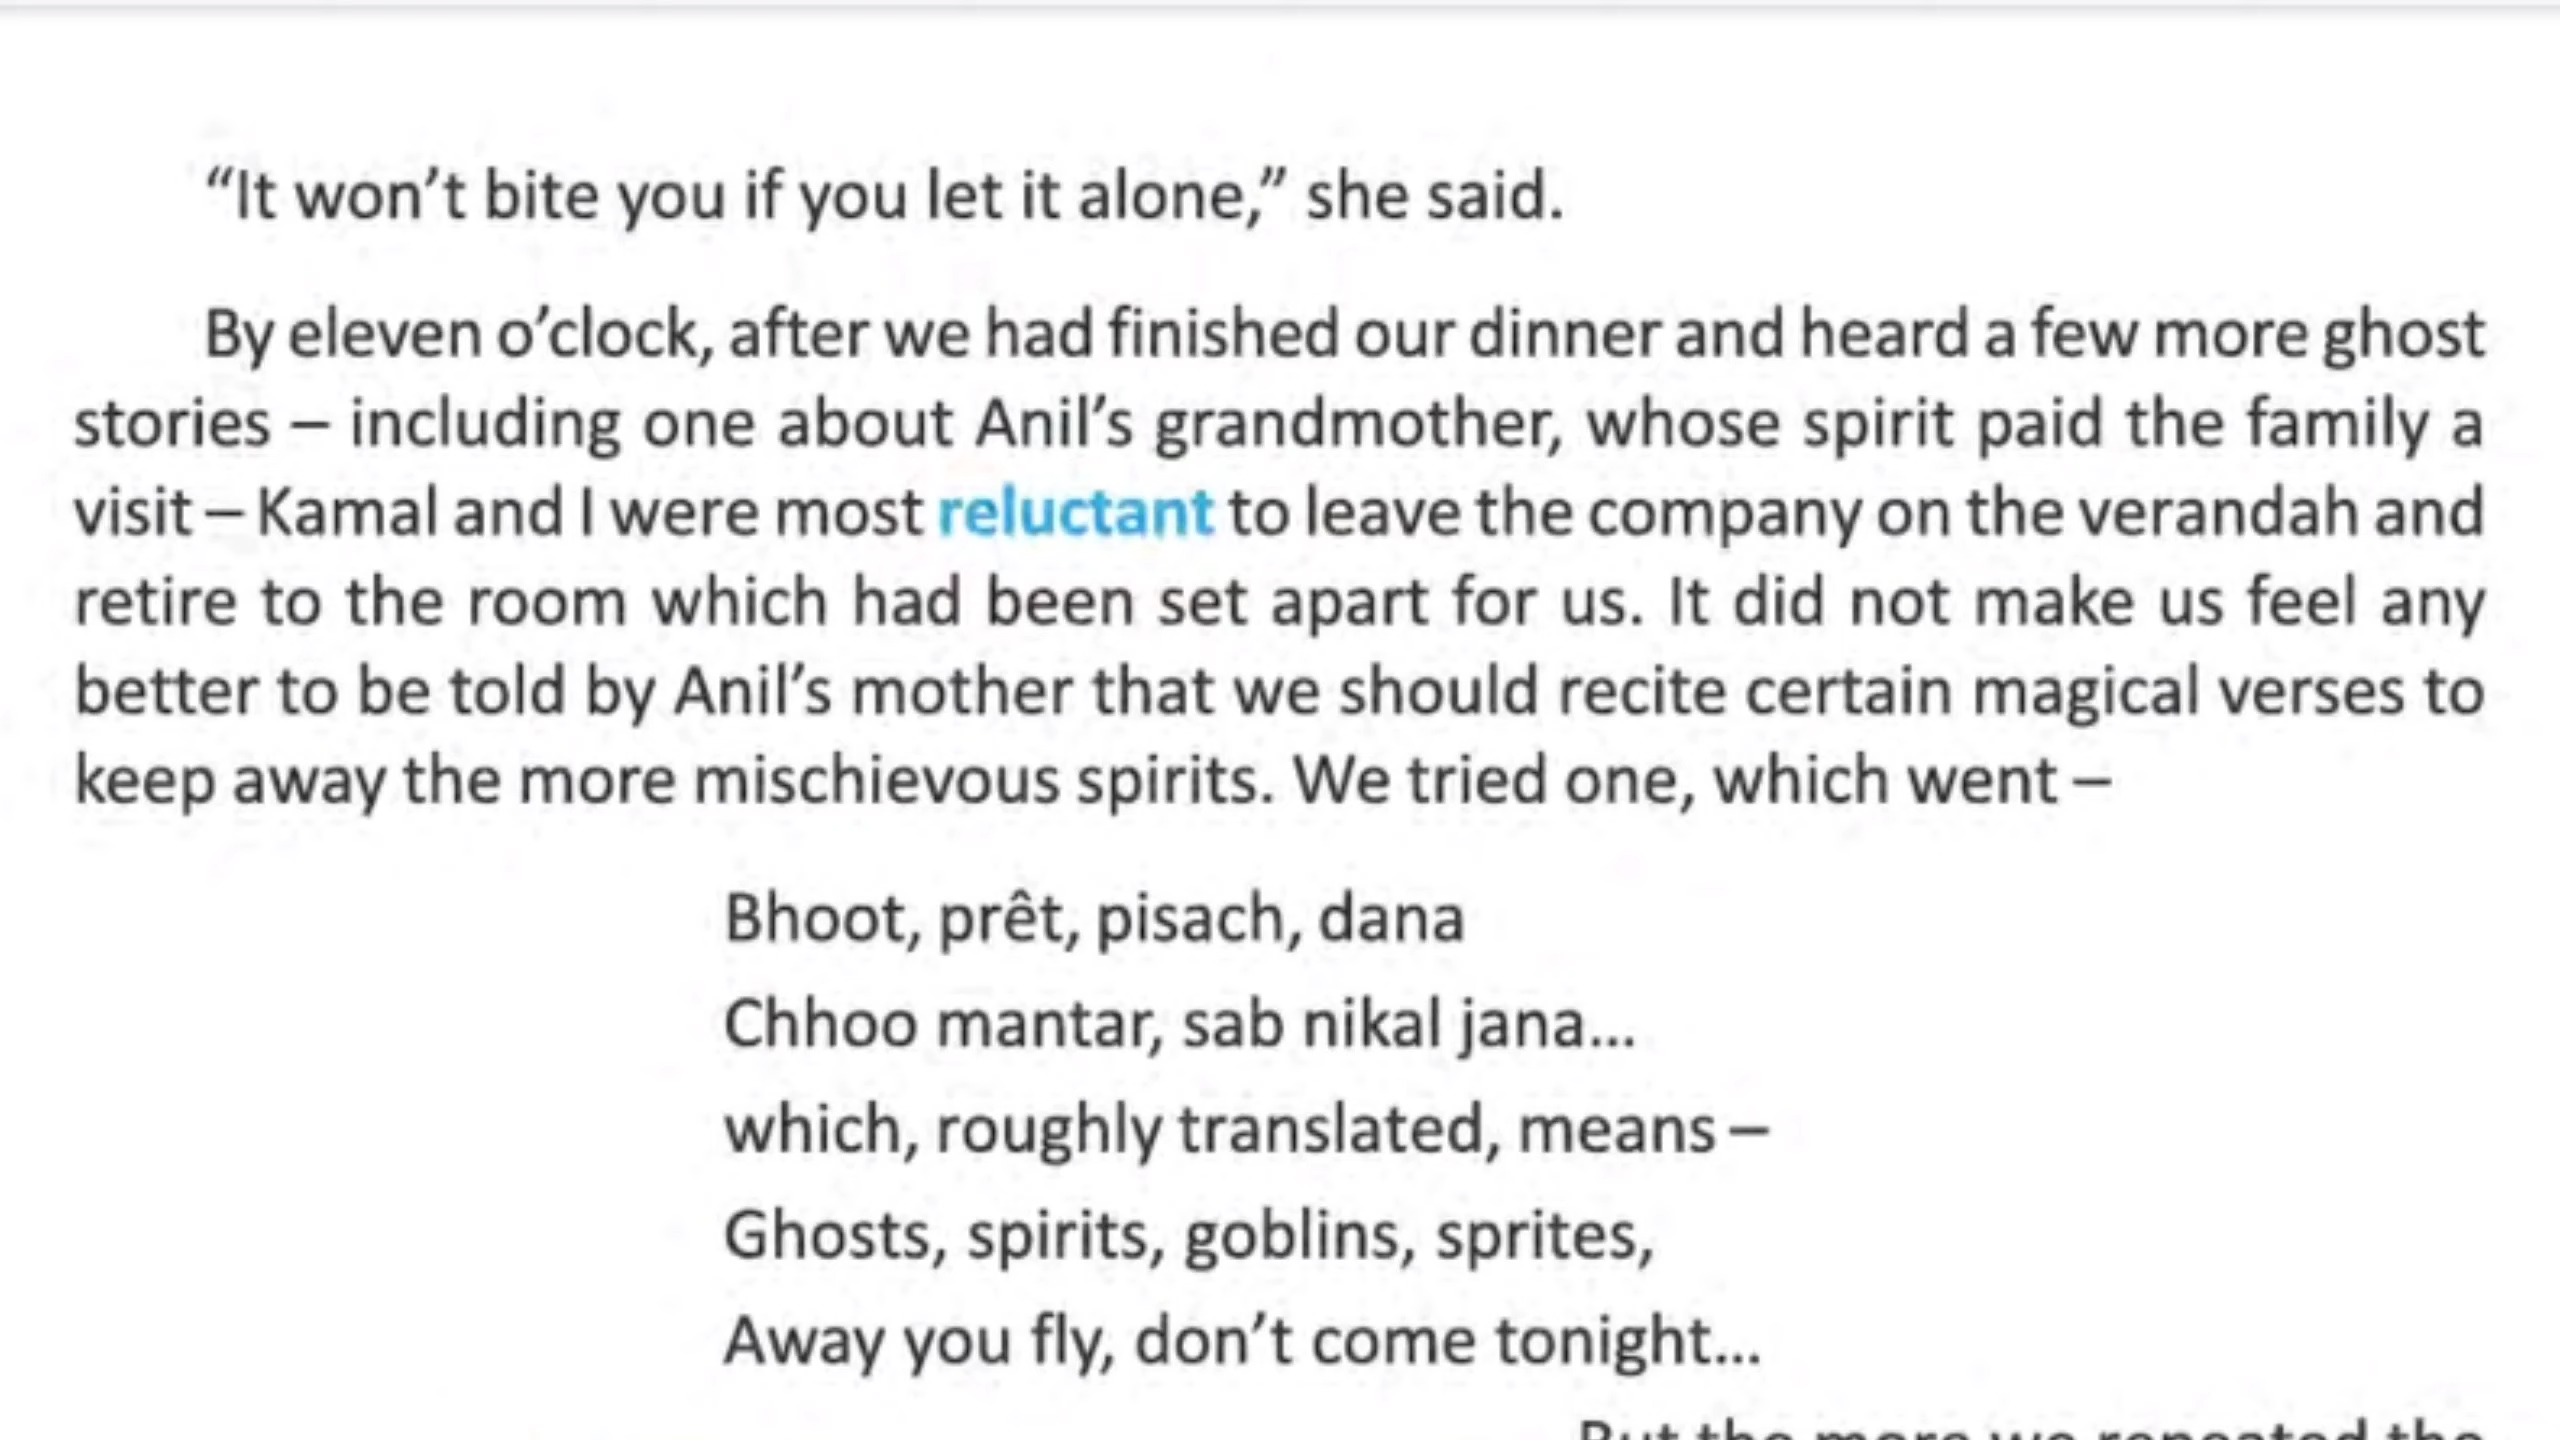 “It won’t bite you if you let it alone,” she said.
By eleven o’clock, after we had finished our dinner and heard a few more ghost
stories – including one about Anil’s grandmother, whose spirit paid the family a
visit – Kamal and I were most reluctant to leave the company on the verandah and
retire to the room which had been set apart for us. It did not make us feel any
better to be told by Anil’s mother that we should recite certain magical verses to
keep away the more mischievous spirits. We tried one, which went –
Bhoot, prêt, pisach, dana
Chhoo mantar, sab nikal jana...
which, roughly translated, means –
Ghosts, spirits, goblins, sprites,
Away you fly, don’t come tonight...
But the more we repeated the